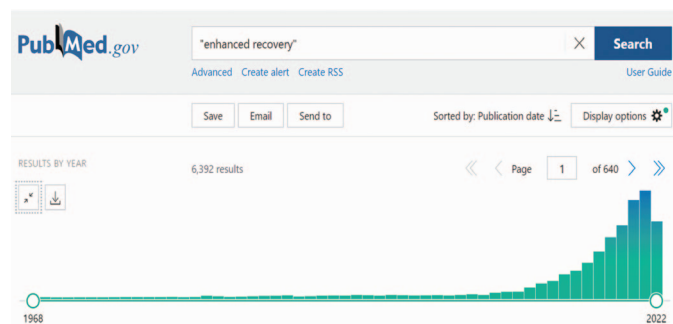 PubMed.gov
"enhanced recovery"
Search
Advanced Create alert Create RSS
User Guide
Save Email Send to
Sorted by: Publication date
Display options
RESULTS BY YEAR
6,392 results
Page 1 of 640
1968
2022